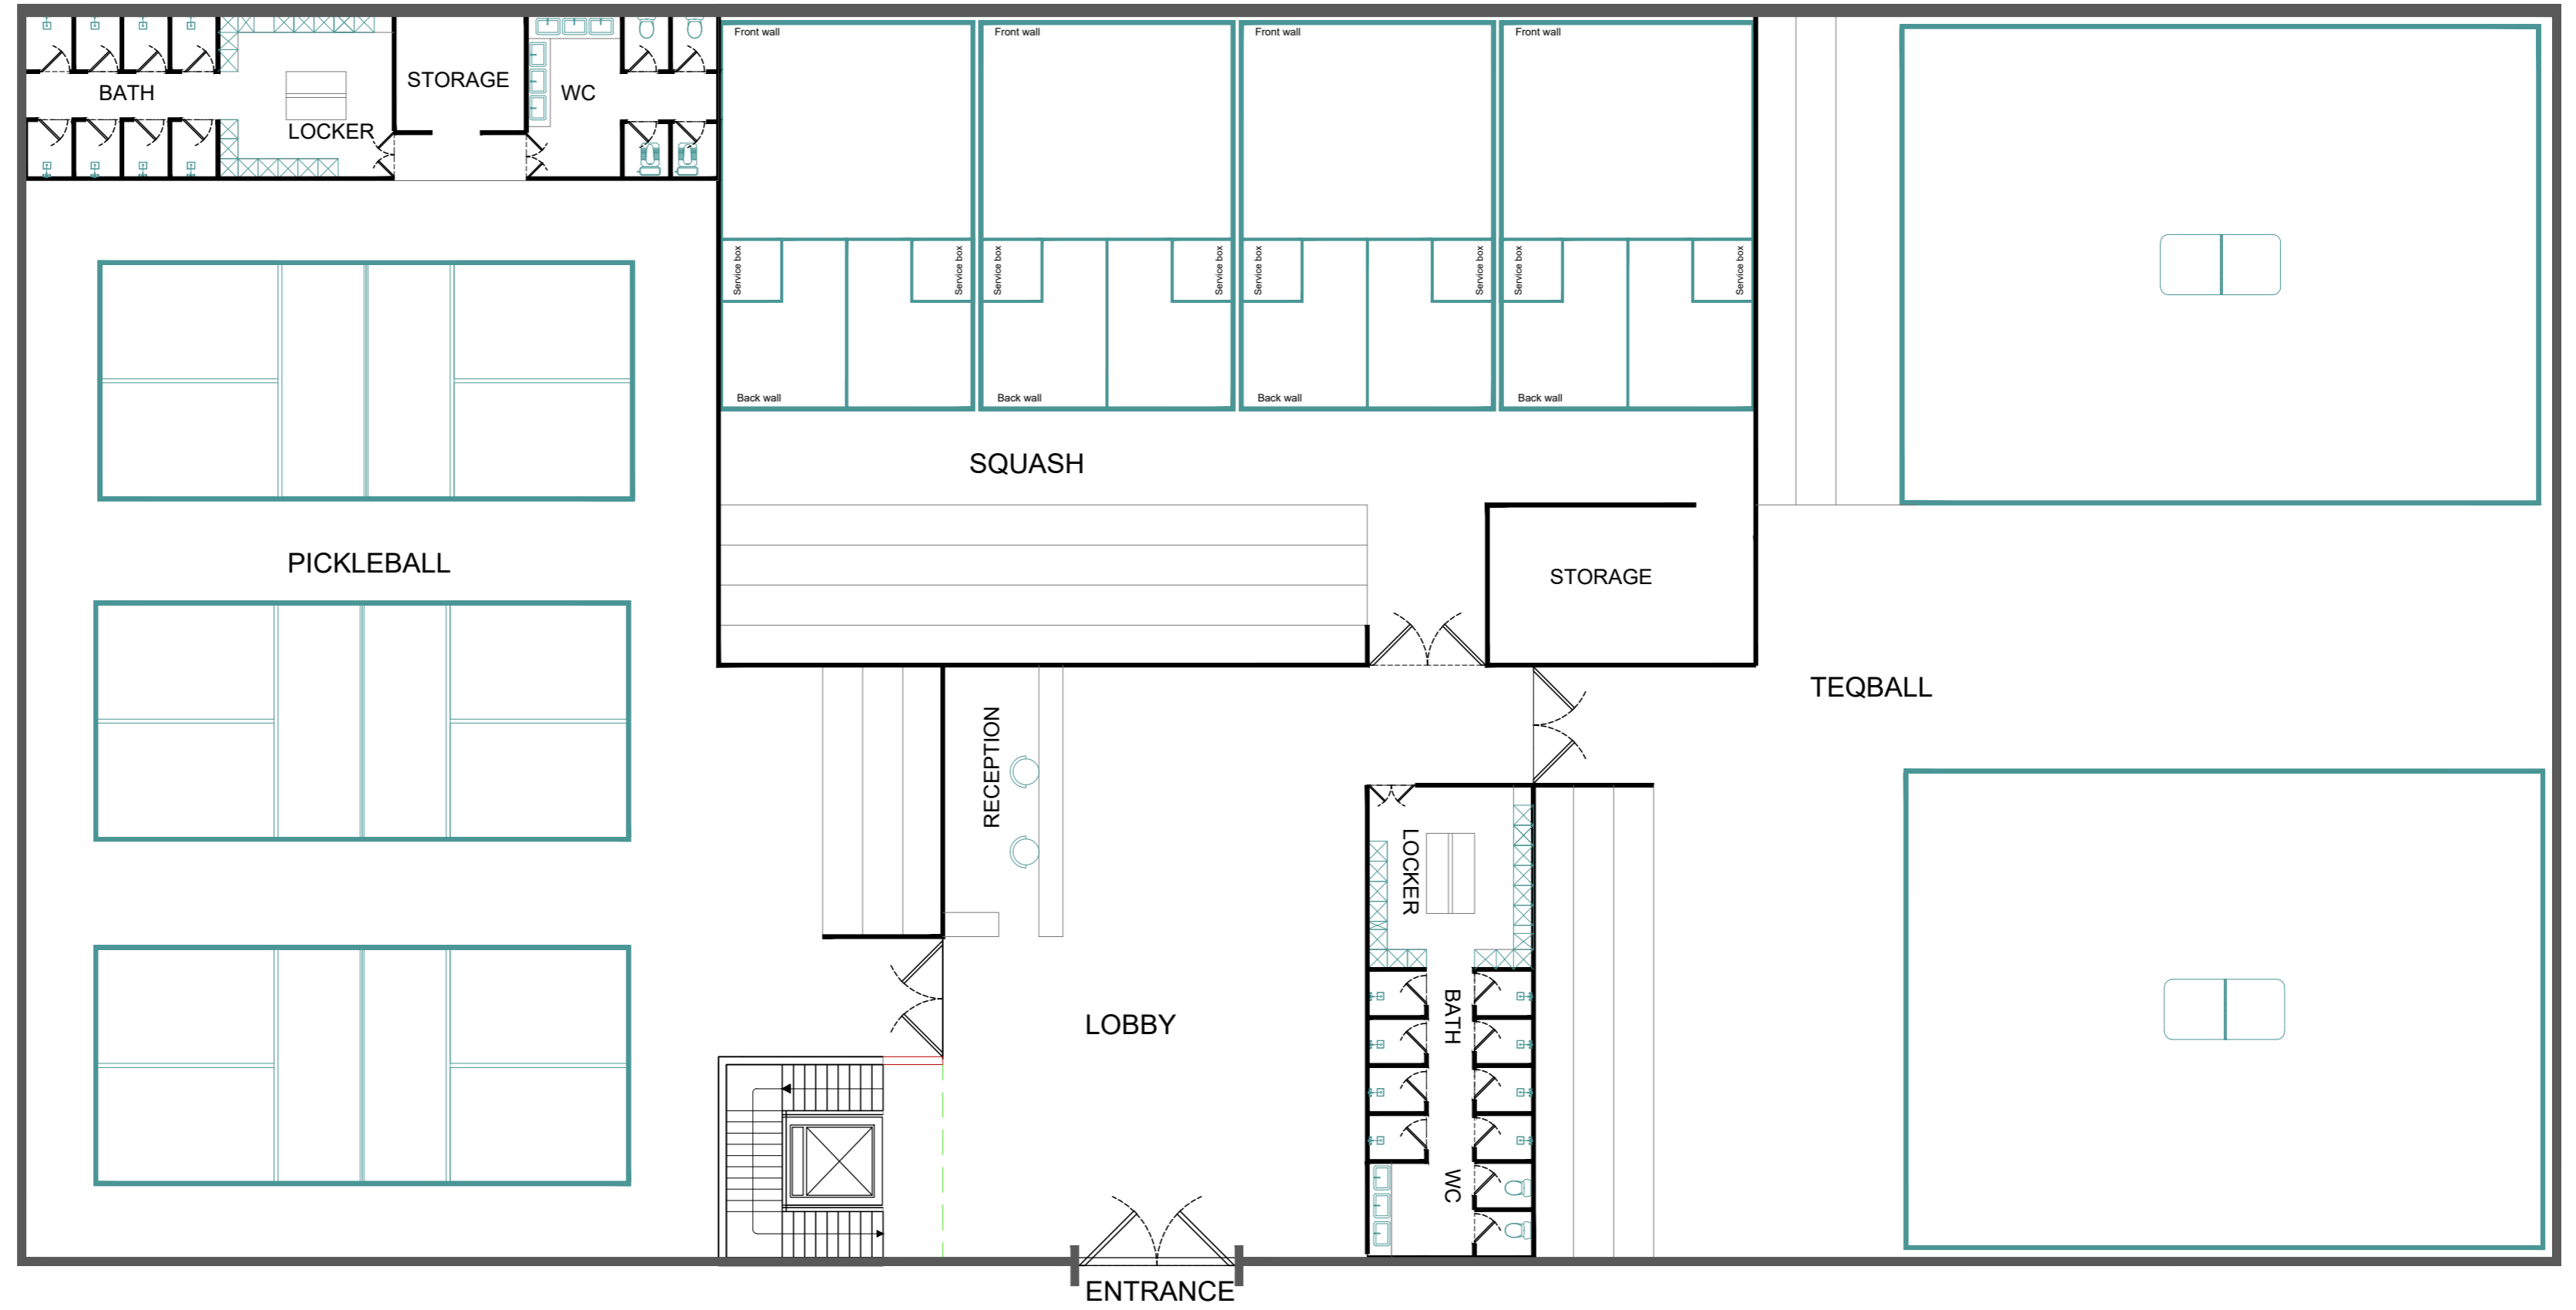 Front wall
Front wall
Front wall
Front wall
STORAGE
BATH
WC
LOCKER
Service box
Service box
Service box
Service box
Service box
Service box
Service box
Service box
Back wall
Back wall
Back wall
Back wall
SQUASH
PICKLEBALL
STORAGE
TEQBALL
RECEPTION
LOCKER
BATH
LOBBY
WC
ENTRANCE